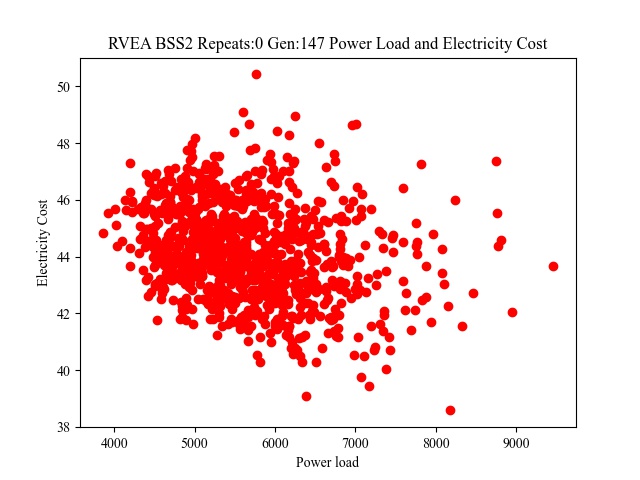 RVEA BSS2 Repeats:0 Gen:147 Power Load and Electricity Cost
50
48
46
44
42
40
38
Electricity Cost
4000 5000 6000 7000 8000 9000
Power load